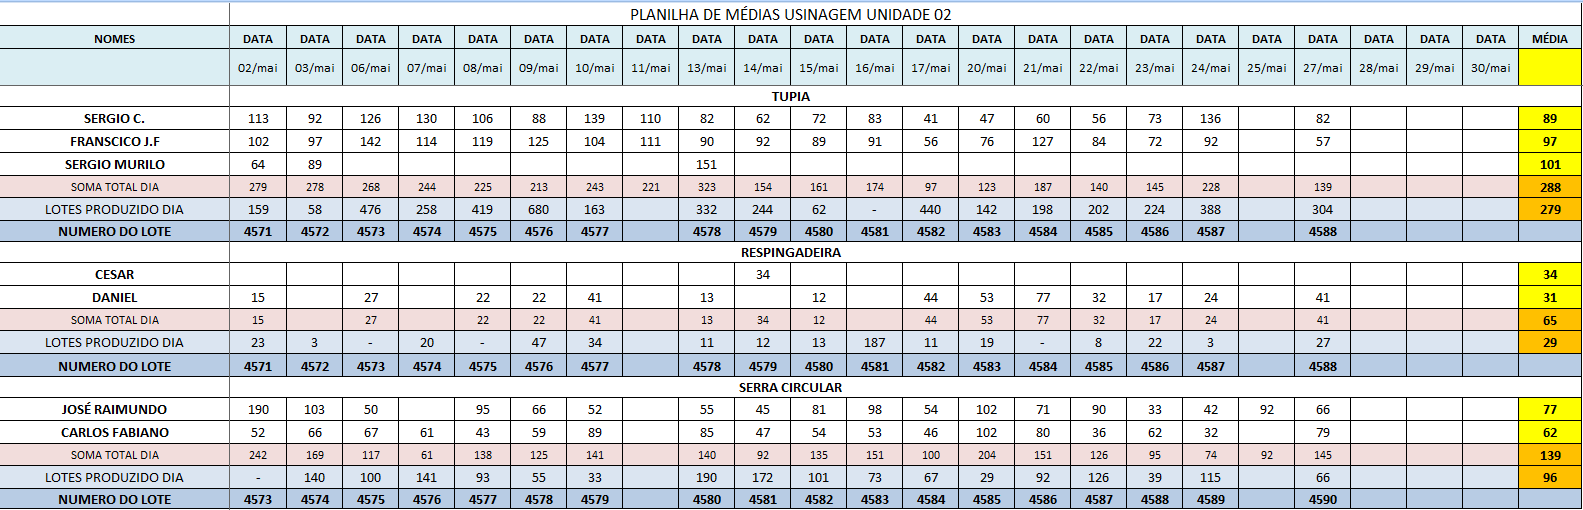 PLANILHA DE MÉDIAS USINAGEM UNIDADE 02
NOMES DATA DATA DATA DATA DATA DATA DATA DATA DATA DATA DATA DATA DATA DATA DATA DATA DATA DATA DATA DATA DATA DATA DATA MÉDIA
02/mai 03/mai 06/mai 07/mai 08/mai 09/mai 10/mai 11/mai 13/mai 14/mai 15/mai 16/mai 17/mai 20/mai 21/mai 22/mai 23/mai 24/mai 25/mai 27/mai 28/mai 29/mai 30/mai
TUPIA
SERGIO C. 113 92 126 130 106 88 139 110 82 62 72 83 41 47 60 56 73 136 82 89
FRANSCICO J.F 102 97 142 114 119 125 104 111 90 92 89 91 56 76 127 84 72 92 57 97
SERGIO MURILO 64 89 151 101
SOMA TOTAL DIA 279 278 268 244 225 213 243 221 323 154 161 174 97 123 187 140 145 228 139 288
LOTES PRODUZIDO DIA 159 58 476 258 419 680 163 332 244 62 - 440 142 198 202 224 388 304 279
NUMERO DO LOTE 4571 4572 4573 4574 4575 4576 4577 4578 4579 4580 4581 4582 4583 4584 4585 4586 4587 4588
RESPINGADEIRA
CESAR 34 34
DANIEL 15 27 22 22 41 13 12 44 53 77 32 17 24 41 31
SOMA TOTAL DIA 15 27 22 22 41 13 34 12 44 53 77 32 17 24 41 65
LOTES PRODUZIDO DIA 23 3 - 20 - 47 34 11 12 13 187 11 19 - 8 22 3 27 29
NUMERO DO LOTE 4571 4572 4573 4574 4575 4576 4577 4578 4579 4580 4581 4582 4583 4584 4585 4586 4587 4588
SERRA CIRCULAR
JOSÉ RAIMUNDO 190 103 50 95 66 52 55 45 81 98 54 102 71 90 33 42 92 66 77
CARLOS FABIANO 52 66 67 61 43 59 89 85 47 54 53 46 102 80 36 62 32 79 62
SOMA TOTAL DIA 242 169 117 61 138 125 141 140 92 135 151 100 204 151 126 95 74 92 145 139
LOTES PRODUZIDO DIA - 140 100 141 93 55 33 190 172 101 73 67 29 92 126 39 115 66 96
NUMERO DO LOTE 4573 4574 4575 4576 4577 4578 4579 4580 4581 4582 4583 4584 4585 4586 4587 4588 4589 4590